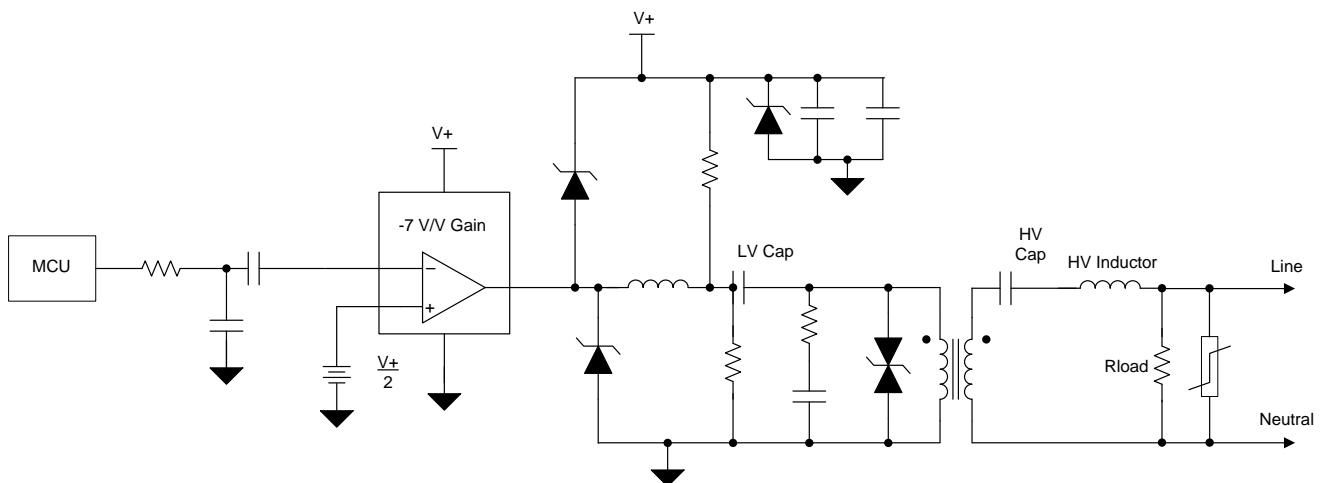 V+
V+
-7 V/V Gain
MCU
−
+
V+
2
LV Cap
HV
Cap
HV Inductor
Line
Rload
Neutral